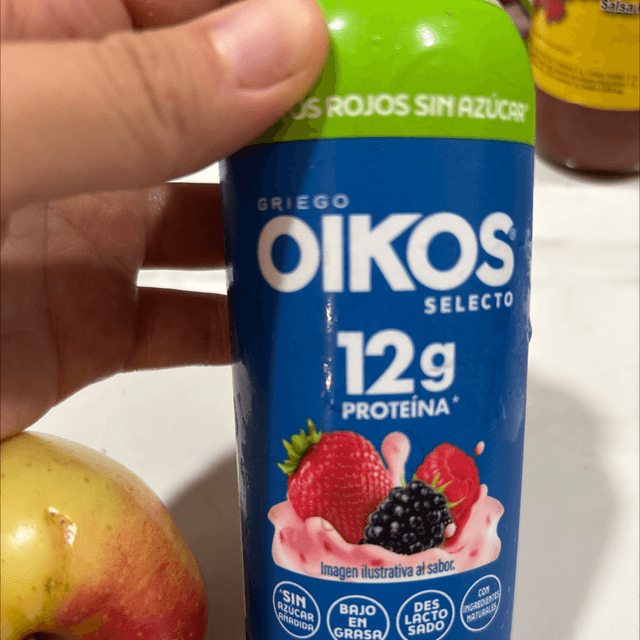 Salsa
OS ROJOS SIN AZÚCAR*
GRIEGO
OIKOS®
SELECTO
12g
PROTEÍNA*
Imagen ilustrativa al sabor.
SIN
AZÚCAR
AÑADIDA
BAJO
EN
GRASA
DES
LACTO
SADO
CON
INGREDIENTES
NATURALES